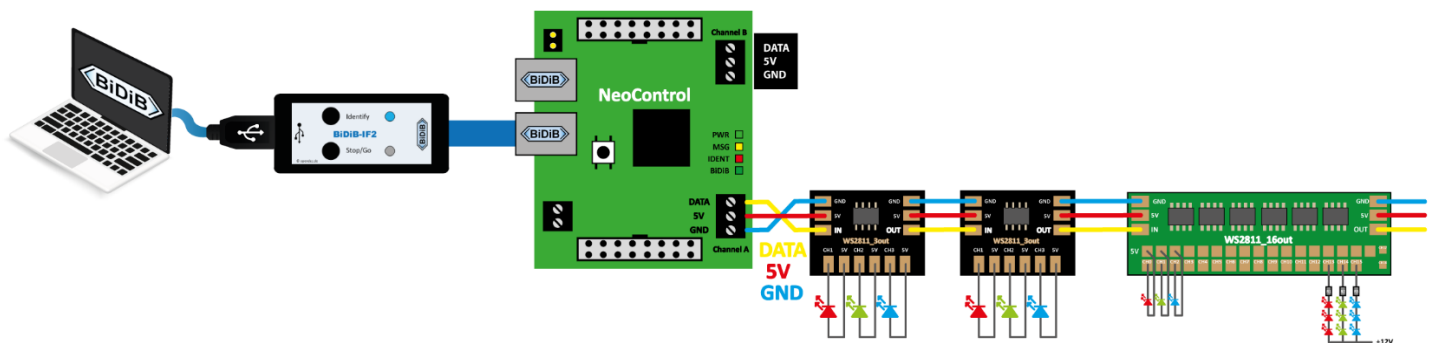 BiDiB
Identify
BiDiB-IF2
Stop/Go
BiDiB
BiDiB
BiDiB
NeoControl
Channel B
DATA
5V
GND
PWR
MSG
IDENT
BiDiB
DATA
5V
GND
Channel A
DATA
5V
GND
GND
5V
IN
GND
5V
OUT
WS2811_3out
CH1 5V CH2 5V CH3 5V
GND
5V
IN
GND
5V
OUT
WS2811_3out
CH1 5V CH2 5V CH3 5V
GND
5V
IN
GND
5V
OUT
WS2811_16out
5V
+12V